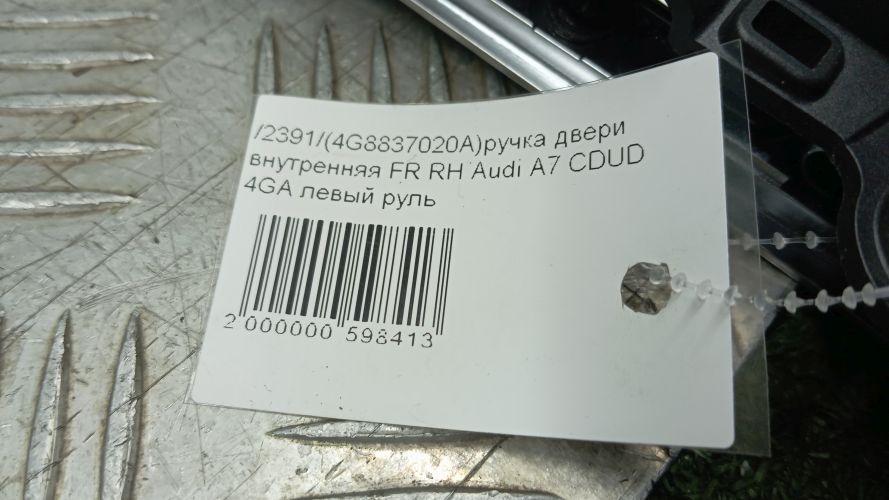 /2391/(4G8837020A)ручка двери
внутренняя FR RH Audi A7 CDUD
4GA левый руль
2 000000 598413